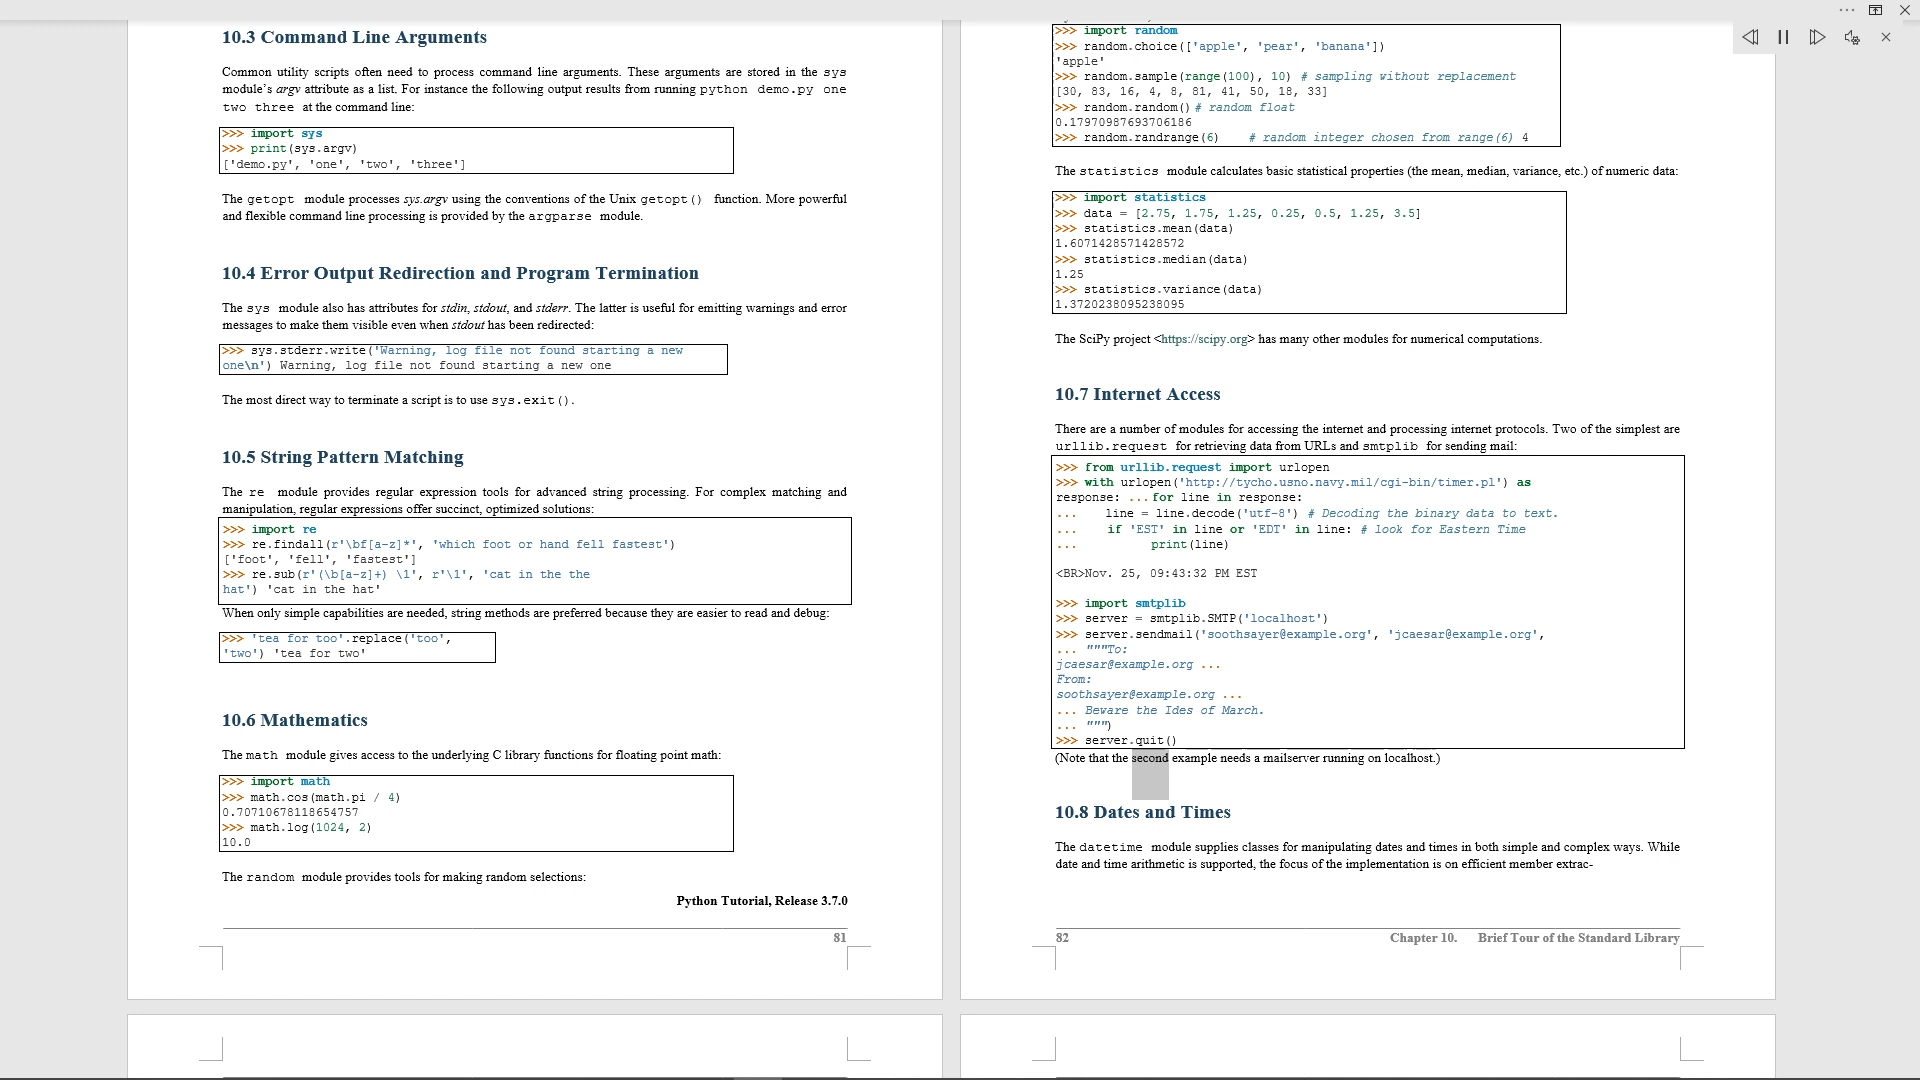 10.3 Command Line Arguments
Common utility scripts often need to process command line arguments. These arguments are stored in the sys
module's argv attribute as a list. For instance the following output results from running python demo.py one
two three at the command line:
>>> import sys
>>> print(sys.argv)
['demo.py', 'one', 'two', 'three']
The getopt module processes sys.argv using the conventions of the Unix getopt() function. More powerful
and flexible command line processing is provided by the argparse module.
10.4 Error Output Redirection and Program Termination
The sys module also has attributes for stdin, stdout, and stderr. The latter is useful for emitting warnings and error
messages to make them visible even when stdout has been redirected:
>>> sys.stderr.write('Warning, log file not found starting a new
one\n') Warning, log file not found starting a new one
The most direct way to terminate a script is to use sys.exit().
10.5 String Pattern Matching
The re module provides regular expression tools for advanced string processing. For complex matching and
manipulation, regular expressions offer succinct, optimized solutions:
>>> import re
>>> re.findall(r'\bf[a-z]*', 'which foot or hand fell fastest')
['foot', 'fell', 'fastest']
>>> re.sub(r'(\b[a-z]+) \1', r'\1', 'cat in the the
hat') 'cat in the hat'
When only simple capabilities are needed, string methods are preferred because they are easier to read and debug:
>>> 'tea for too'.replace('too',
'two') 'tea for two'
10.6 Mathematics
The math module gives access to the underlying C library functions for floating point math:
>>> import math
>>> math.cos(math.pi / 4)
0.70710678118654757
>>> math.log(1024, 2)
10.0
The random module provides tools for making random selections:
Python Tutorial, Release 3.7.0
81
>>> import random
>>> random.choice(['apple', 'pear', 'banana'])
'apple'
>>> random.sample(range(100), 10) # sampling without replacement
[30, 83, 16, 4, 8, 81, 41, 50, 18, 33]
>>> random.random() # random float
0.17970987693706186
>>> random.randrange(6) # random integer chosen from range(6) 4
The statistics module calculates basic statistical properties (the mean, median, variance, etc.) of numeric data:
>>> import statistics
>>> data = [2.75, 1.75, 1.25, 0.25, 0.5, 1.25, 3.5]
>>> statistics.mean(data)
1.6071428571428572
>>> statistics.median(data)
1.25
>>> statistics.variance(data)
1.3720238095238095
The SciPy project <https://scipy.org> has many other modules for numerical computations.
10.7 Internet Access
There are a number of modules for accessing the internet and processing internet protocols. Two of the simplest are
urllib.request for retrieving data from URLs and smtplib for sending mail:
>>> from urllib.request import urlopen
>>> with urlopen('http://tycho.usno.navy.mil/cgi-bin/timer.pl') as
response: ... for line in response:
... line = line.decode('utf-8') # Decoding the binary data to text.
... if 'EST' in line or 'EDT' in line: # look for Eastern Time
... print(line)
<BR>Nov. 25, 09:43:32 PM EST
>>> import smtplib
>>> server = smtplib.SMTP('localhost')
>>> server.sendmail('soothsayer@example.org', 'jcaesar@example.org',
... """To:
jcaesar@example.org ...
From:
soothsayer@example.org ...
... Beware the Ides of March.
... """)
>>> server.quit()
(Note that the second example needs a mailserver running on localhost.)
10.8 Dates and Times
The datetime module supplies classes for manipulating dates and times in both simple and complex ways. While
date and time arithmetic is supported, the focus of the implementation is on efficient member extrac-
82 Chapter 10. Brief Tour of the Standard Library